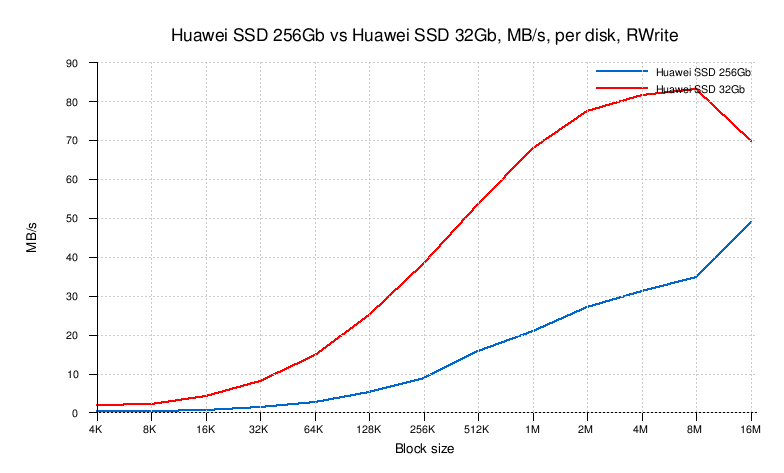 Huawei SSD 256Gb vs Huawei SSD 32Gb, MB/s, per disk, RWrite
Huawei SSD 256Gb
Huawei SSD 32Gb
MB/s
90
80
70
60
50
40
30
20
10
0
4K 8K 16K 32K 64K 128K 256K 512K 1M 2M 4M 8M 16M
Block size